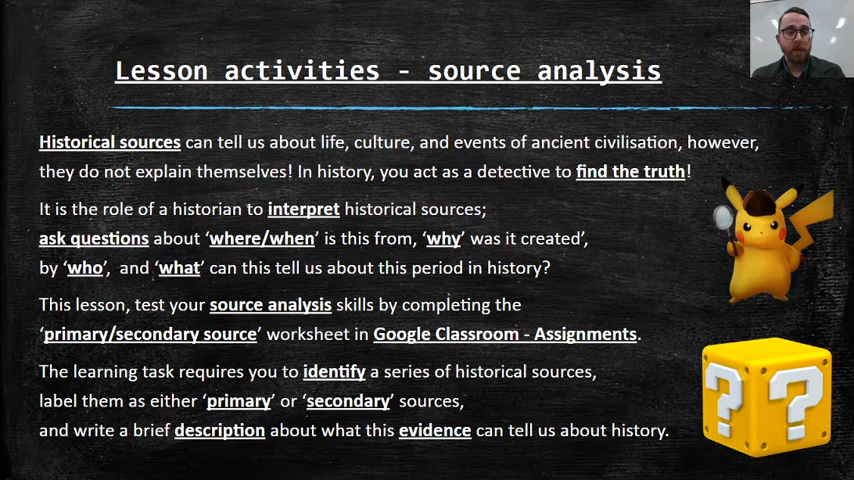 Lesson activities - source analysis
Historical sources can tell us about life, culture, and events of ancient civilisation, however,
they do not explain themselves! In history, you act as a detective to find the truth!
It is the role of a historian to interpret historical sources;
ask questions about ‘where/when’ is this from, ‘why’ was it created’,
by ‘who’, and ‘what’ can this tell us about this period in history?
This lesson, test your source analysis skills by completing the
‘primary/secondary source’ worksheet in Google Classroom - Assignments.
The learning task requires you to identify a series of historical sources,
label them as either ‘primary’ or ‘secondary’ sources,
and write a brief description about what this evidence can tell us about history.
? ?